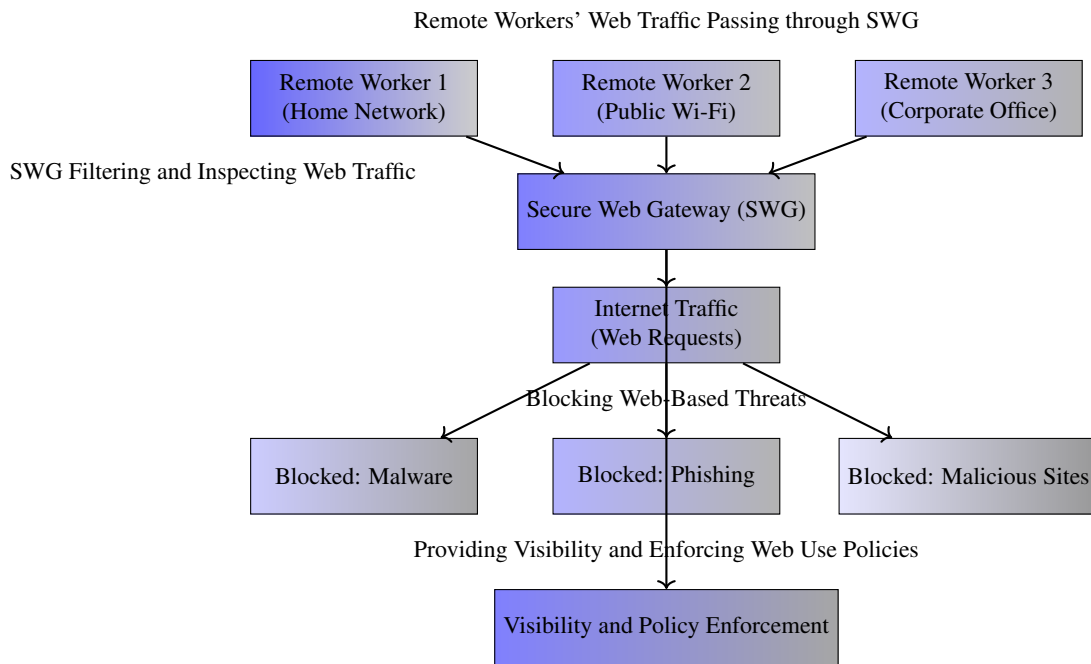 Remote Workers’ Web Traffic Passing through SWG
Remote Worker 1
(Home Network)
Remote Worker 2
(Public Wi-Fi)
Remote Worker 3
(Corporate Office)
SWG Filtering and Inspecting Web Traffic
Secure Web Gateway (SWG)
Internet Traffic
(Web Requests)
Blocking Web-Based Threats
Blocked: Malware
Blocked: Phishing
Blocked: Malicious Sites
Providing Visibility and Enforcing Web Use Policies
Visibility and Policy Enforcement